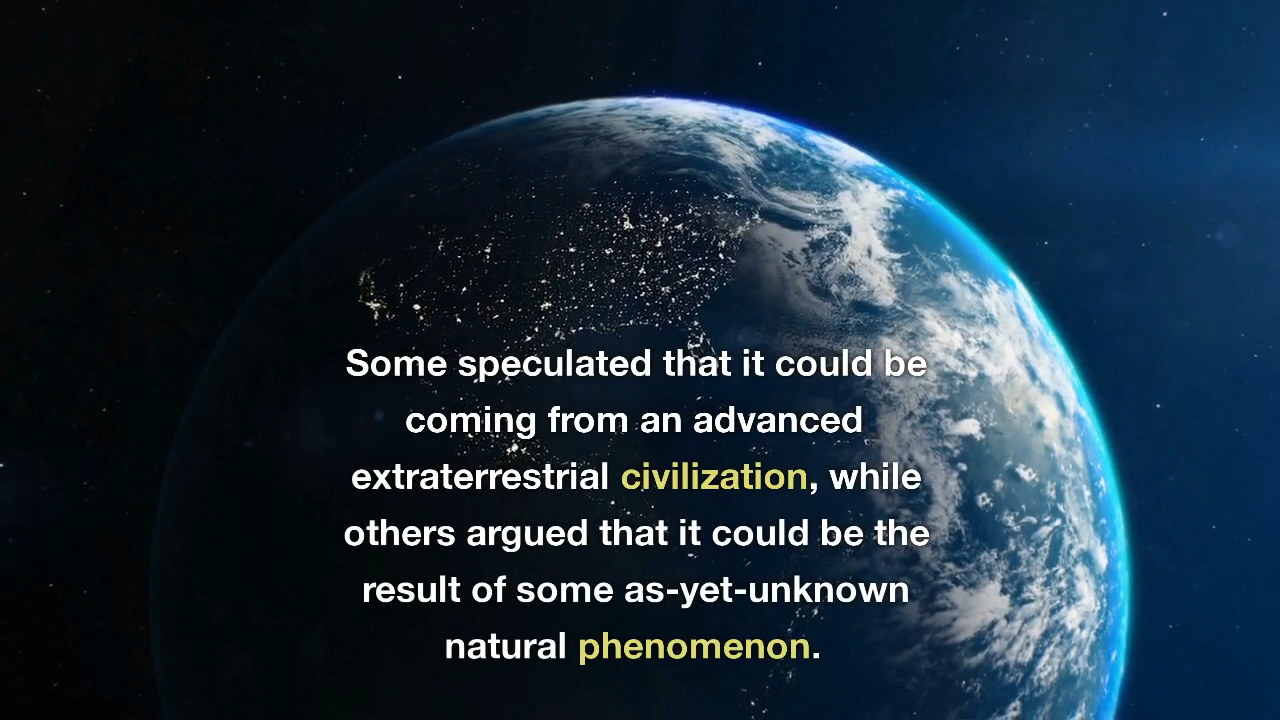 Some speculated that it could be
coming from an advanced
extraterrestrial civilization, while
others argued that it could be the
result of some as-yet-unknown
natural phenomenon.